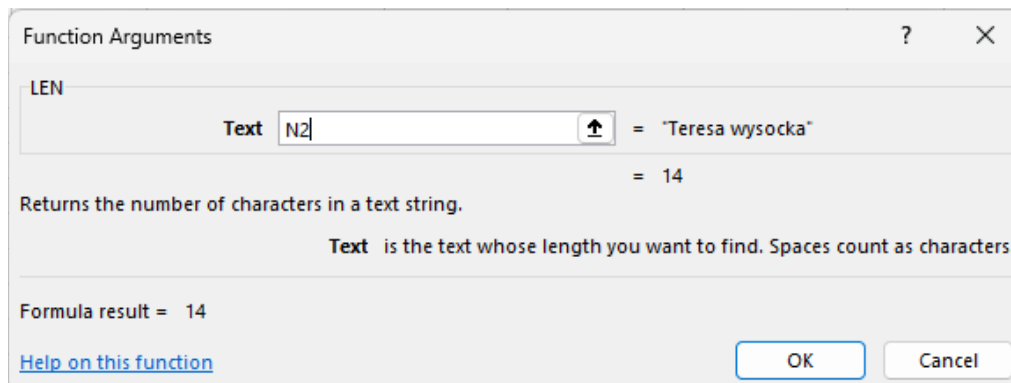 Function Arguments ? ×
LEN
Text N2 = "Teresa wysocka"
= 14
Returns the number of characters in a text string.
Text is the text whose length you want to find. Spaces count as characters
Formula result = 14
Help on this function OK Cancel